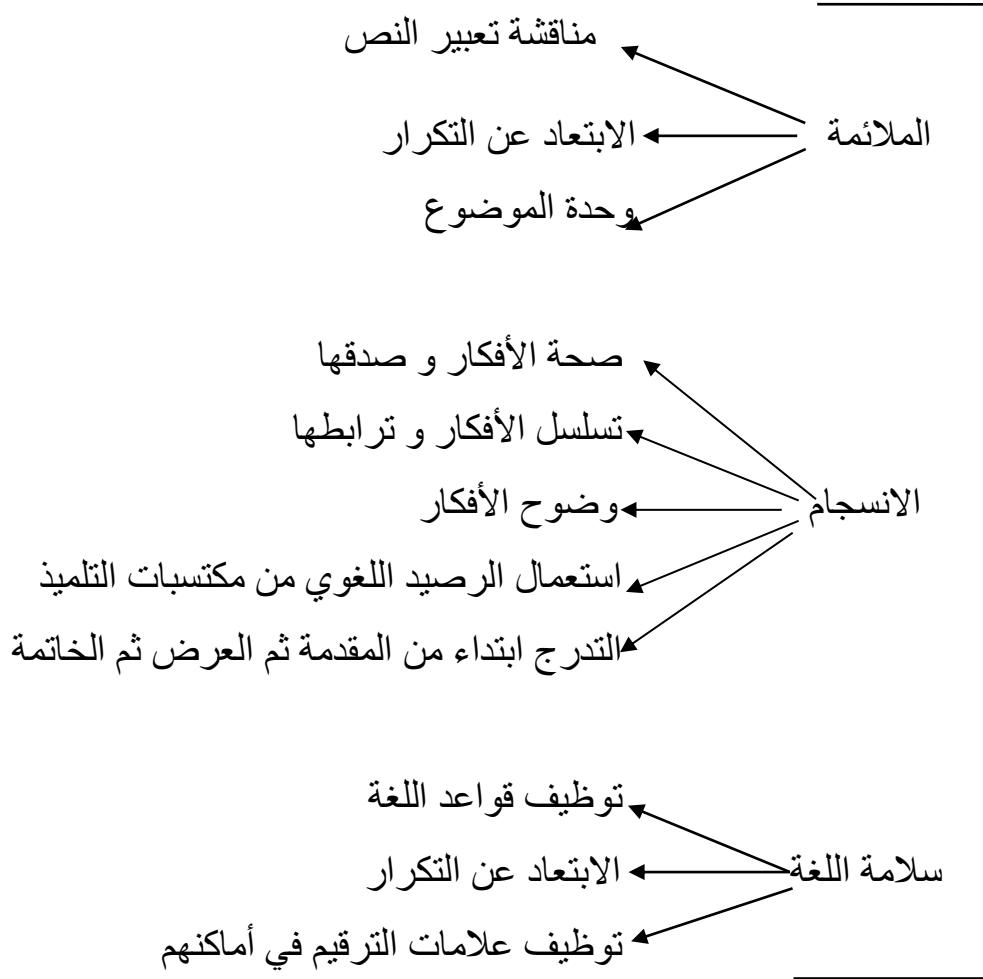 مناقشة تعبير النص
الملائمة
الابتعاد عن التكرار
وحدة الموضوع
صحة الأفكار و صدقها
تسلسل الأفكار و ترابطها
الانسجام
وضوح الأفكار
استعمال الرصيد اللغوي من مكتسبات التلميذ
التدرج ابتداء من المقدمة ثم العرض ثم الخاتمة
توظيف قواعد اللغة
سلامة اللغة
الابتعاد عن التكرار
توظيف علامات الترقيم في أماكنهم